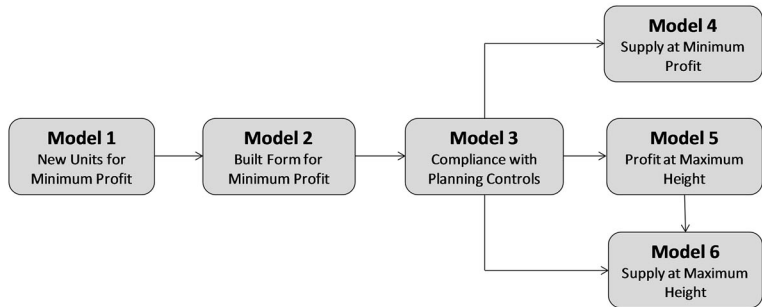 Model 4
Supply at Minimum
Profit
Model 1
New Units for
Minimum Profit
Model 2
Built Form for
Minimum Profit
Model 3
Compliance with
Planning Controls
Model 5
Profit at Maximum
Height
Model 6
Supply at Maximum
Height